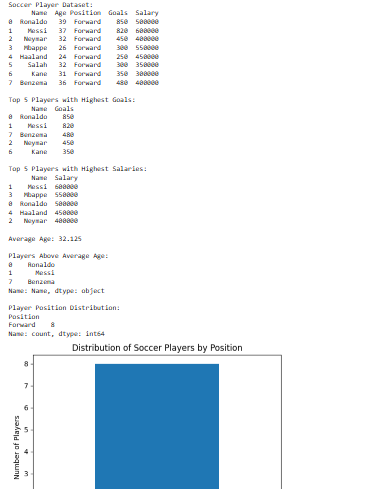 Soccer Player Dataset:
Name Age Position Goals Salary
0 Ronaldo 39 Forward 850 500000
1 Messi 37 Forward 820 600000
2 Neymar 32 Forward 450 400000
3 Mbappe 26 Forward 300 550000
4 Haaland 24 Forward 250 450000
5 Salah 32 Forward 300 350000
6 Kane 31 Forward 350 300000
7 Benzema 36 Forward 480 400000
Top 5 Players with Highest Goals:
Name Goals
0 Ronaldo 850
1 Messi 820
7 Benzema 480
2 Neymar 450
6 Kane 350
Top 5 Players with Highest Salaries:
Name Salary
1 Messi 600000
3 Mbappe 550000
0 Ronaldo 500000
4 Haaland 450000
2 Neymar 400000
Average Age: 32.125
Players Above Average Age:
0 Ronaldo
1 Messi
7 Benzema
Name: Name, dtype: object
Player Position Distribution:
Position
Forward 8
Name: count, dtype: int64
Distribution of Soccer Players by Position
8
7
6
5
4
3
Number of Players